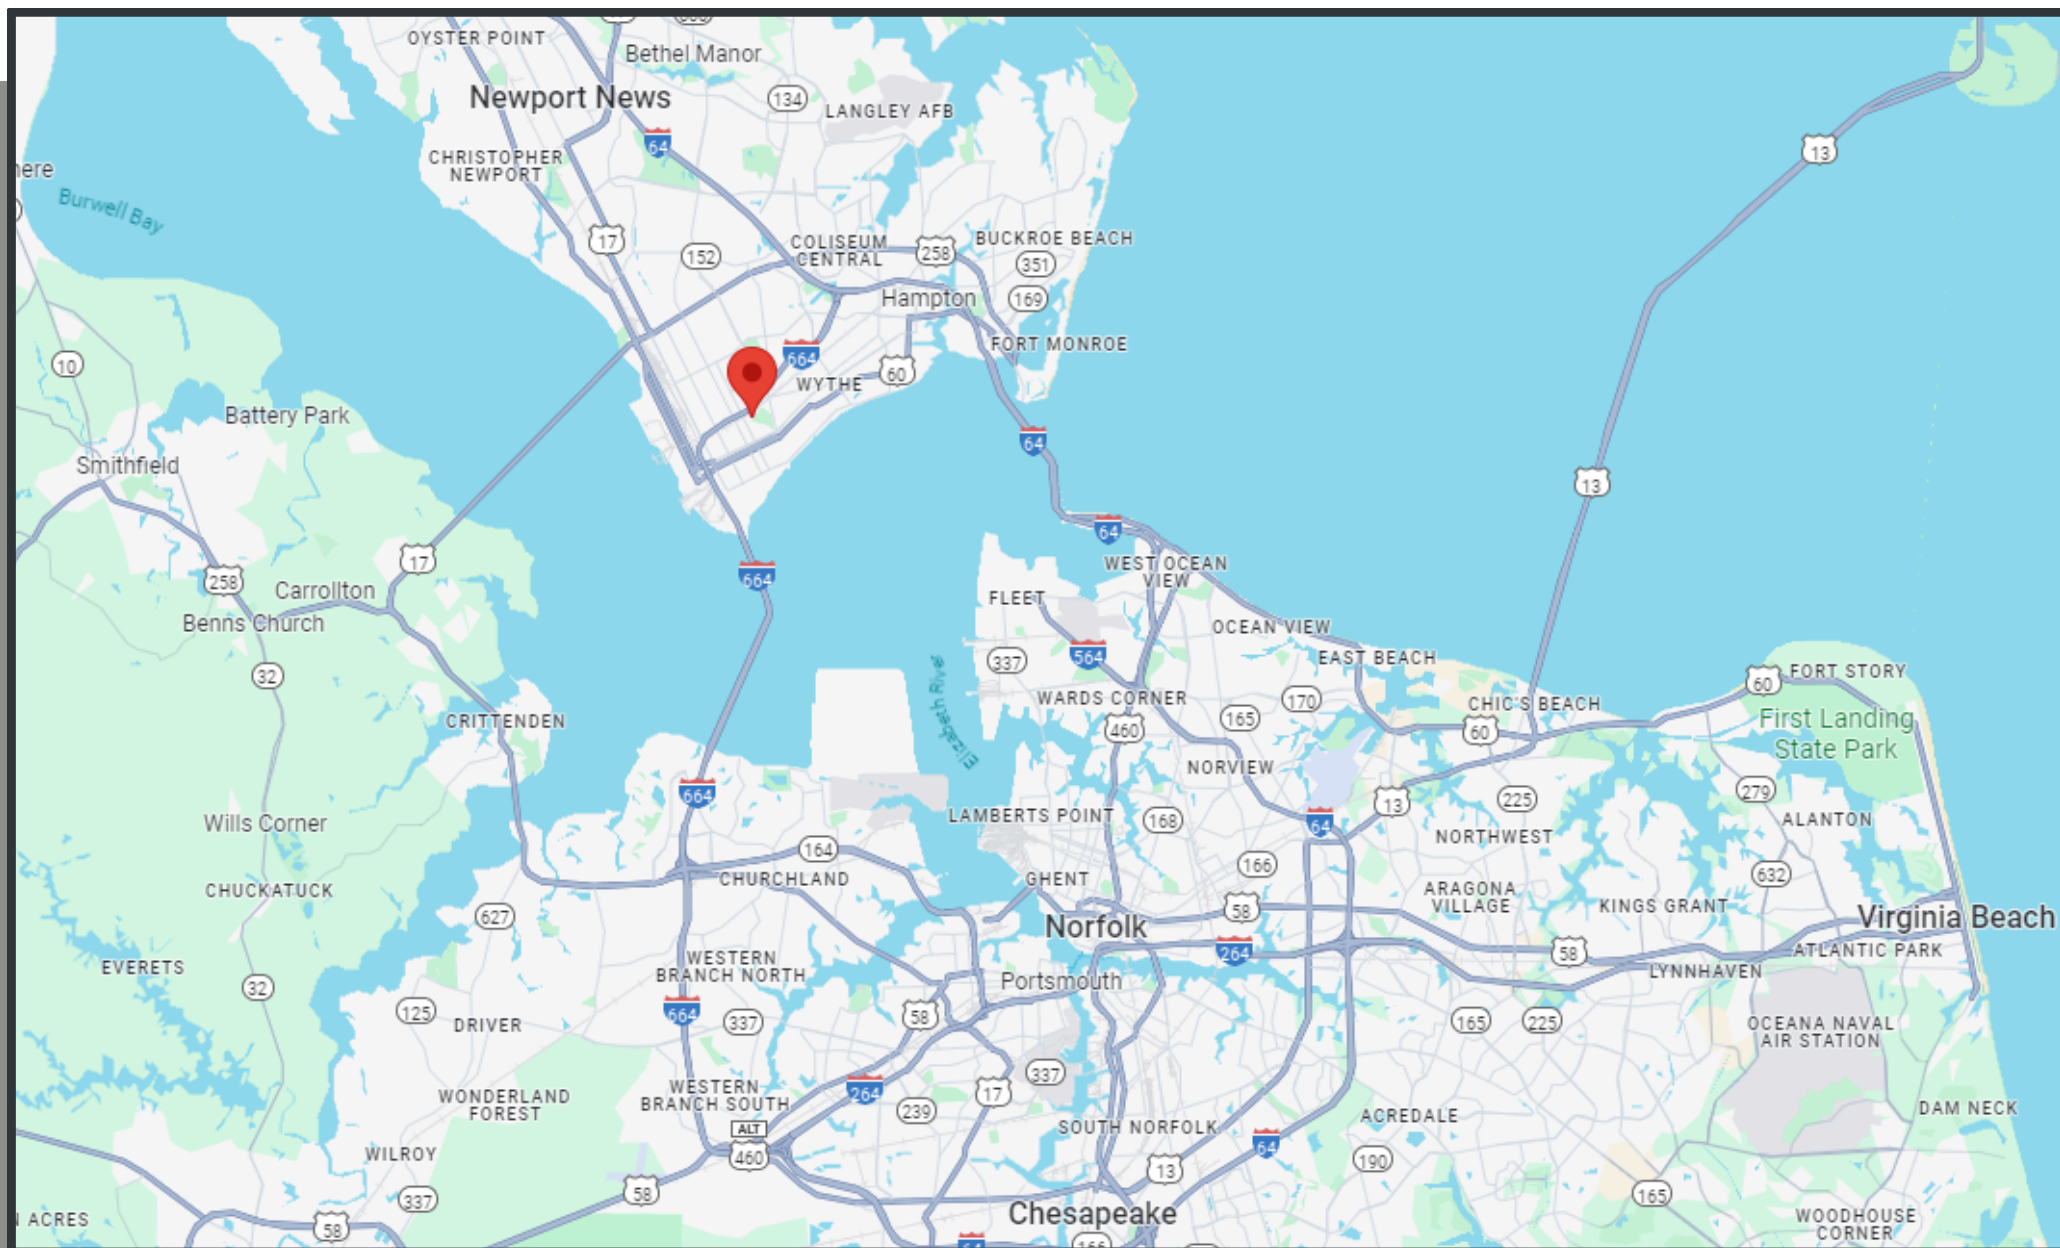 OYSTER POINT
Bethel Manor
Newport News
134
LANGLEY AFB
64
13
CHRISTOPHER
NEWPORT
Burwell Bay
17
152
COLISEUM
CENTRAL
258
BUCKROE BEACH
351
Hampton
169
FORT MONROE
10
664
WYTHE
60
Battery Park
64
Smithfield
13
17
64
258
Carrollton
664
WEST OCEAN
VIEW
FLEET
Benns Church
OCEAN VIEW
337
564
EAST BEACH
32
Elizabeth River
WARDS CORNER
170
60
FORT STORY
CRITTENDEN
460
165
CHIC'S BEACH
60
First Landing
State Park
NORVIEW
664
13
225
279
Wills Corner
LAMBERTS POINT
168
64
NORTHWEST
ALANTON
164
166
632
CHUCKATUCK
CHURCHLAND
GHENT
ARAGONA
VILLAGE
KINGS GRANT
627
Norfolk
58
Virginia Beach
264
58
ATLANTIC PARK
EVERETS
WESTERN
BRANCH NORTH
Portsmouth
LYNNHAVEN
32
125
DRIVER
664
337
58
165
225
OCEANA NAVAL
AIR STATION
337
WONDERLAND
FOREST
WESTERN
BRANCH SOUTH
264
239
17
ACREDALE
DAM NECK
ALT
460
SOUTH NORFOLK
64
WILROY
13
190
337
58
165
ACRES
58
Chesapeake
WOODHOUSE
CORNER
64